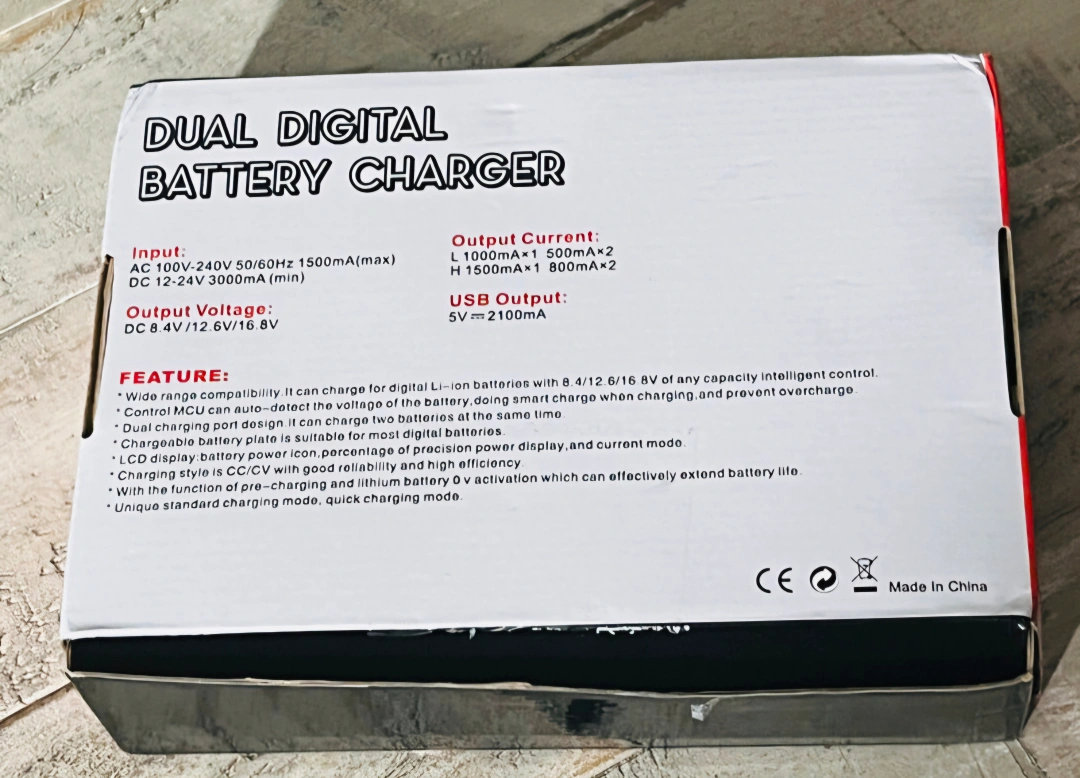 DUAL DIGITAL
BATTERY CHARGER
Input:
AC 100V-240V 50/60Hz 1500mA(max)
DC 12-24V 3000mA(min)
Output Voltage:
DC 8.4V/12.6V/16.8V
Output Current:
L 1000mA×1 500mA×2
H 1500mA×1 800mA×2
USB Output:
5V⎓2100mA
FEATURE:
* Wide range compatibility.It can charge for digital Li-ion batteries with 8.4/12.6/16.8V of any capacity intelligent control.
* Control MCU can auto-detect the voltage of the battery,doing smart charge when charging,and prevent overcharge.
* Dual charging port design it can charge two batteries at the same time.
* Chargeable battery plate is suitable for most digital batteries.
* LCD display:battery power icon,percentage of precision power display,and current mode.
* Charging style is CC/CV with good reliability and high efficiency.
* With the function of pre-charging and lithium battery 0 v activation which can effectively extend battery life.
* Unique standard charging mode, quick charging mode.
CE Made In China